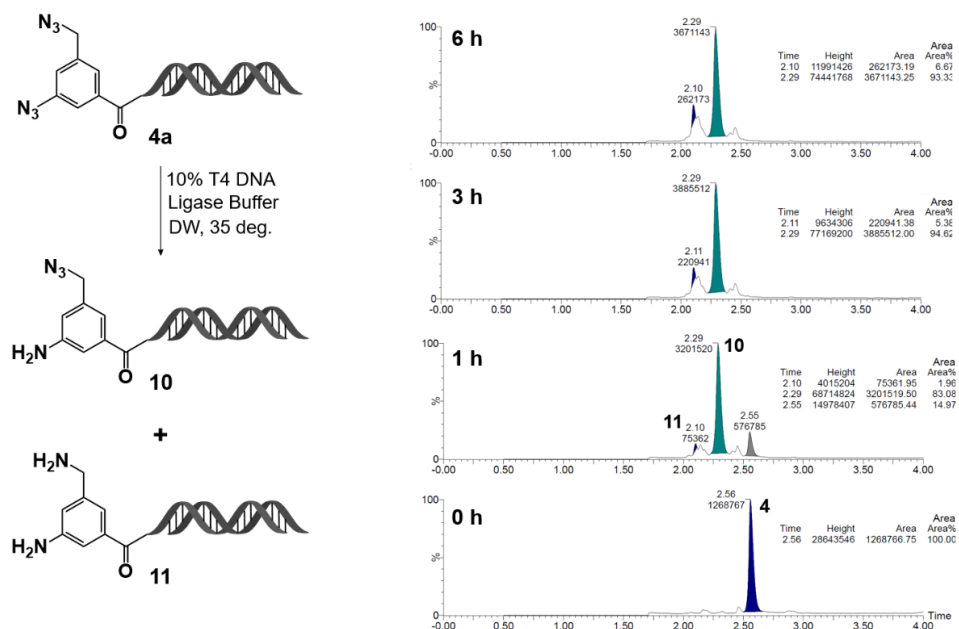 N3
N3
O
4a
10% T4 DNA
Ligase Buffer
DW, 35 deg.
N3
H2N
O
10
+
H2N
H2N
O
11
6 h
100
%
0
2.29
3671143
2.10
262173
Area
Time Height Area Area%
2.10 11991426 262173.19 6.67
2.29 74441768 3671143.25 93.33
-0.00 0.50 1.00 1.50 2.00 2.50 3.00 3.50 4.00
3 h
100
%
0
2.29
3885512
2.11
220941
Area
Time Height Area Area%
2.11 9634306 220941.38 5.38
2.29 77169200 3885512.00 94.62
-0.00 0.50 1.00 1.50 2.00 2.50 3.00 3.50 4.00
1 h
100
%
0
2.29
3201520
10
11
2.10
75362
2.55
576785
Area
Time Height Area Area%
2.10 4015204 75361.95 1.96
2.29 68714824 3201519.50 83.08
2.55 14978407 576785.44 14.97
-0.00 0.50 1.00 1.50 2.00 2.50 3.00 3.50 4.00
0 h
100
%
0
2.56
1268767
4
Area
Time Height Area Area%
2.56 28643546 1268766.75 100.00
Time
-0.00 0.50 1.00 1.50 2.00 2.50 3.00 3.50 4.00